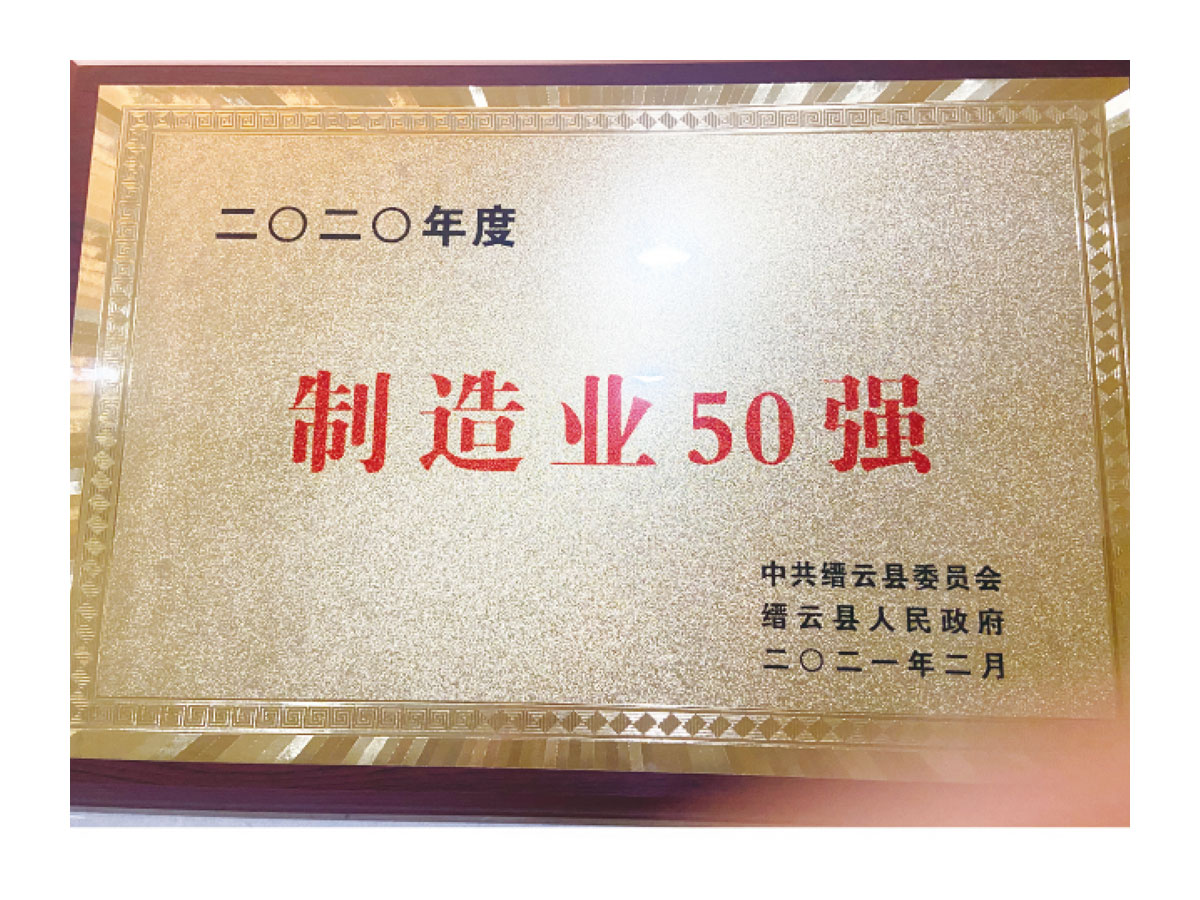 二〇二〇年度
制造业50强
中共缙云县委员会
缙云县人民政府
二〇二一年二月